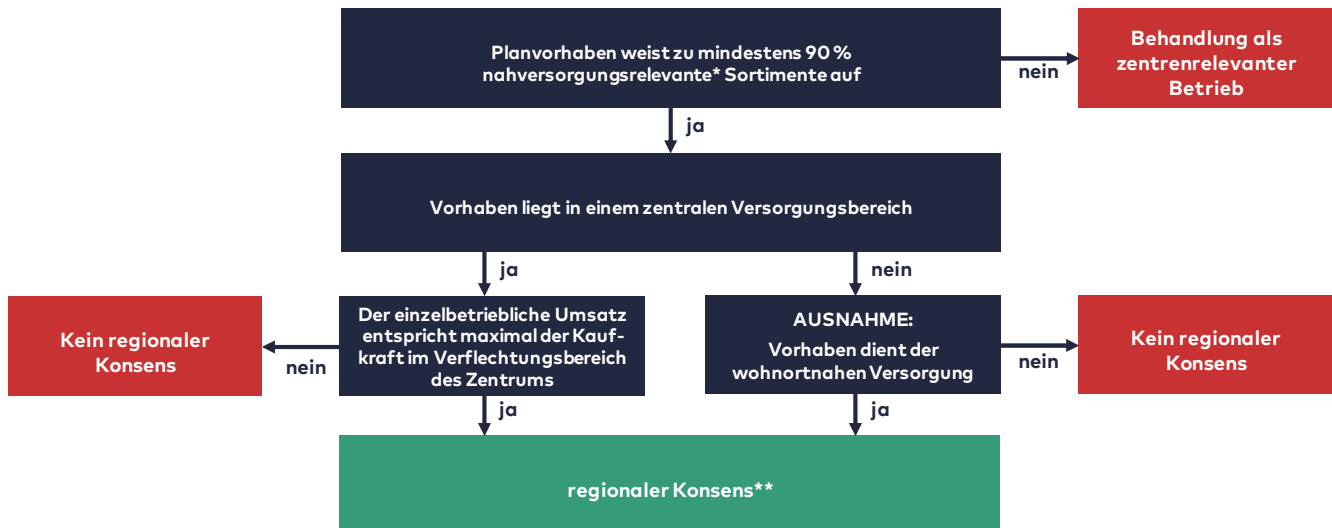 Planvorhaben weist zu mindestens 90 %
nahversorgungsrelevante* Sortimente auf
nein
Behandlung als
zentrenrelevanter
Betrieb
ja
Vorhaben liegt in einem zentralen Versorgungsbereich
ja
nein
Kein regionaler
Konsens
nein
Der einzelbetriebliche Umsatz
entspricht maximal der Kauf-
kraft im Verflechtungsbereich
des Zentrums
AUSNAHME:
Vorhaben dient der
wohnortnahen Versorgung
nein
Kein regionaler
Konsens
ja
ja
regionaler Konsens**